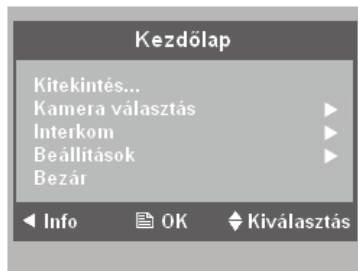 Kezdőlap
Kitekintés...
Kamera választás
Interkom
Beállítások
Bezár
Info OK Kiválasztás